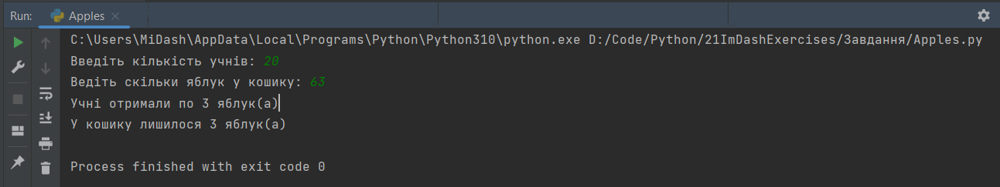 Run: Apples
C:\Users\MiDash\AppData\Local\Programs\Python\Python310\python.exe D:/Code/Python/21ImDashExercises/Завдання/Apples.py
Введіть кількість учнів: 20
Ведіть скільки яблук у кошику: 63
Учні отримали по 3 яблук(а)
У кошику лишилося 3 яблук(а)
Process finished with exit code 0